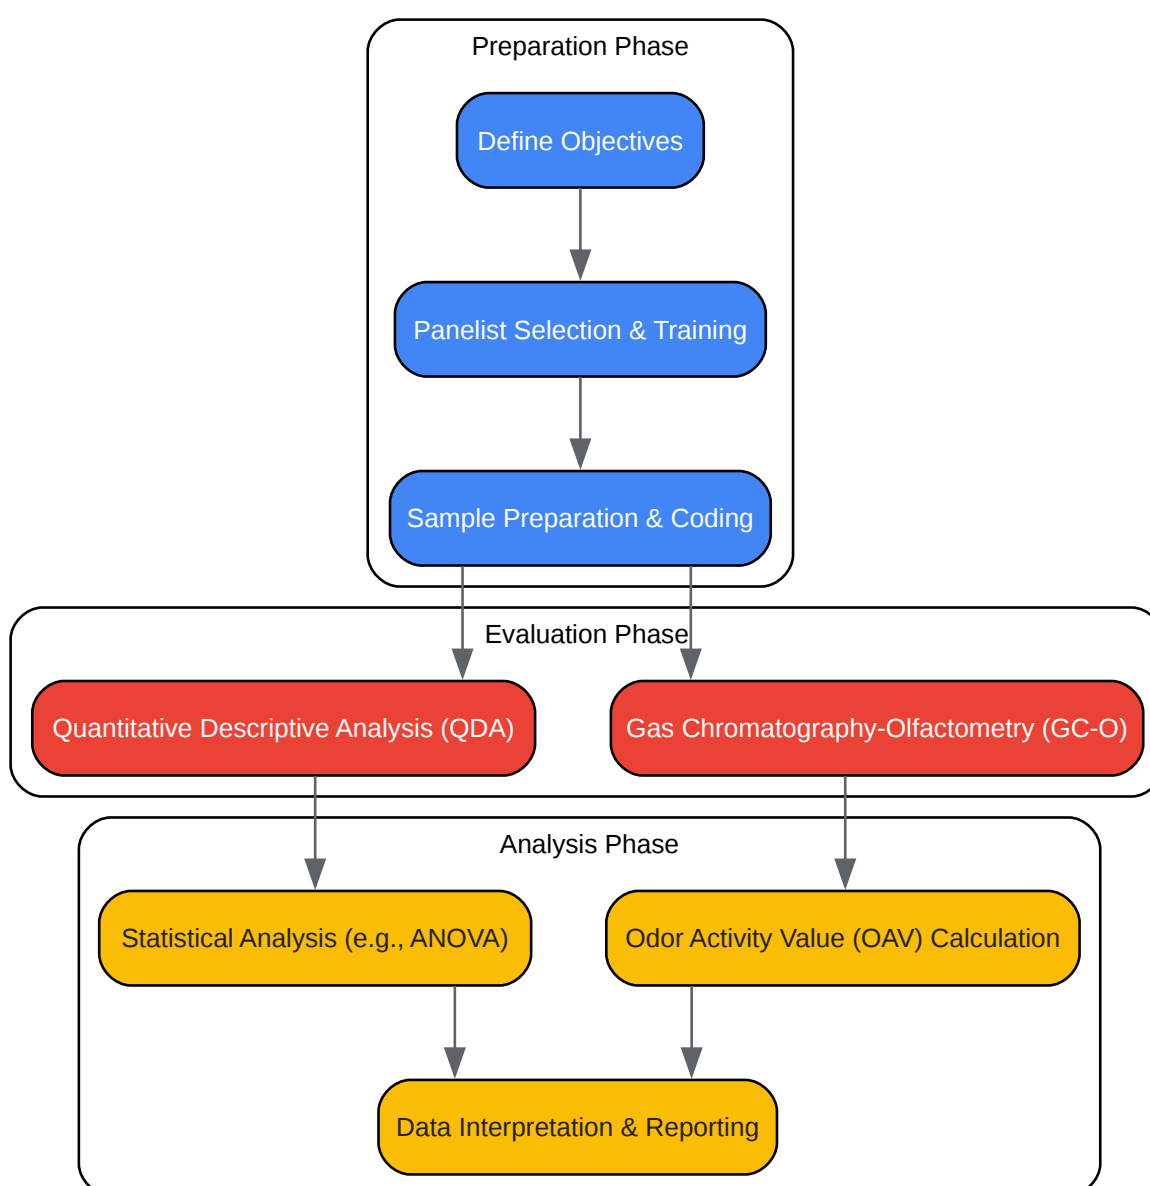 Preparation Phase
Define Objectives
Panelist Selection & Training
Sample Preparation & Coding
Evaluation Phase
Quantitative Descriptive Analysis (QDA)
Gas Chromatography-Olfactometry (GC-O)
Analysis Phase
Statistical Analysis (e.g., ANOVA)
Odor Activity Value (OAV) Calculation
Data Interpretation & Reporting